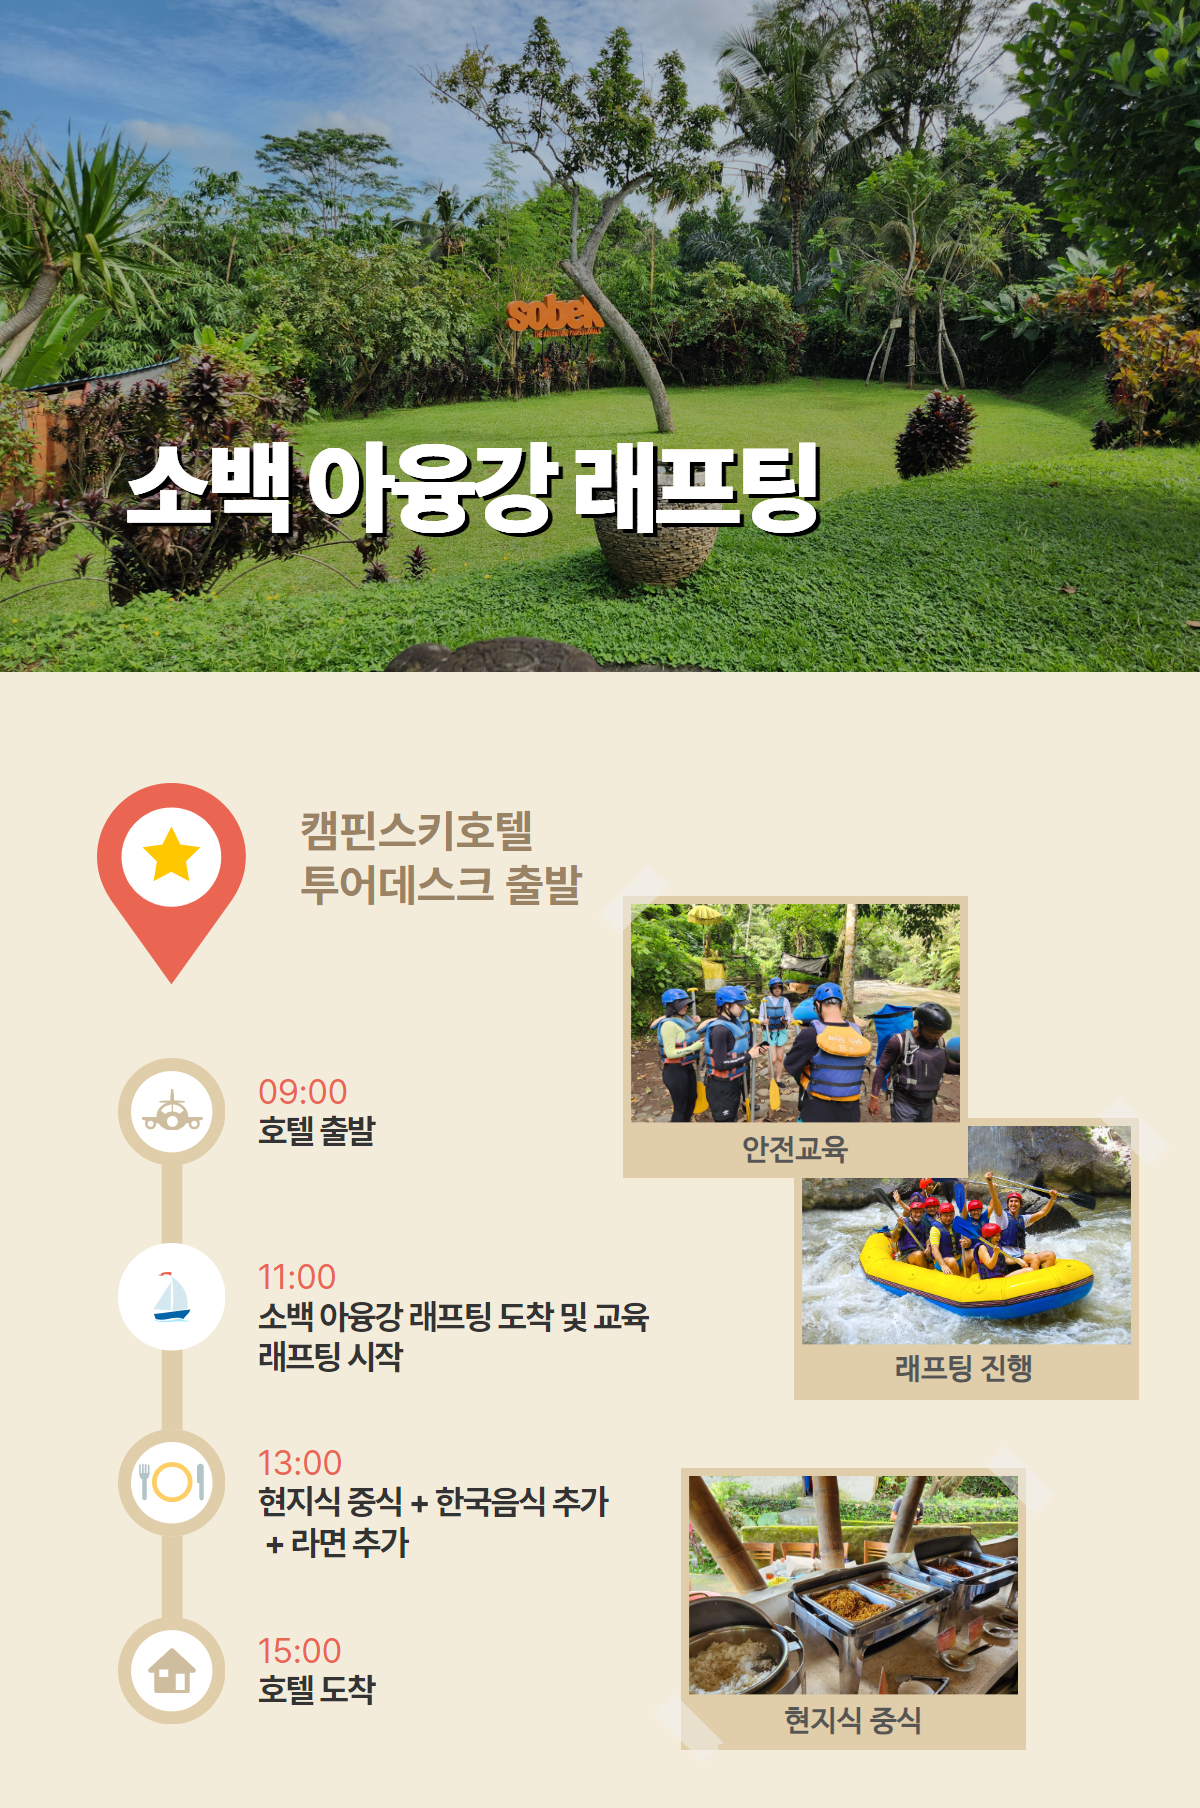 sobek
소백 아융강 래프팅
캠핀스키호텔
투어데스크 출발
안전교육
래프팅 진행
09:00
호텔 출발
11:00
소백 아융강 래프팅 도착 및 교육
래프팅 시작
13:00
현지식 중식 + 한국음식 추가
+ 라면 추가
현지식 중식
15:00
호텔 도착